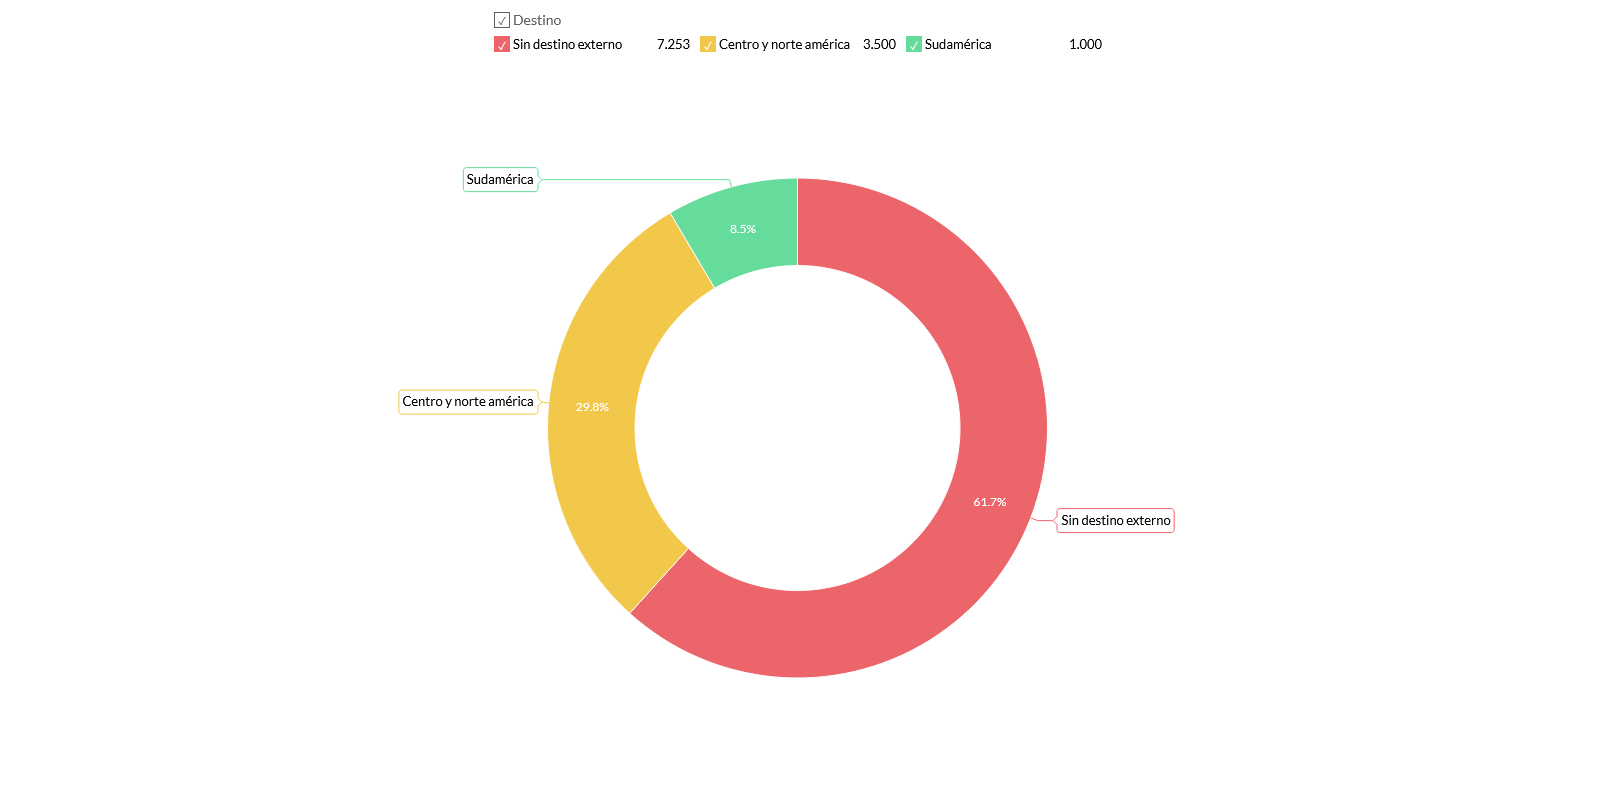 Destino
Sin destino externo 7.253 Centro y norte américa 3.500 Sudamérica 1.000
Sudamérica
8.5%
Centro y norte américa
29.8%
61.7%
Sin destino externo